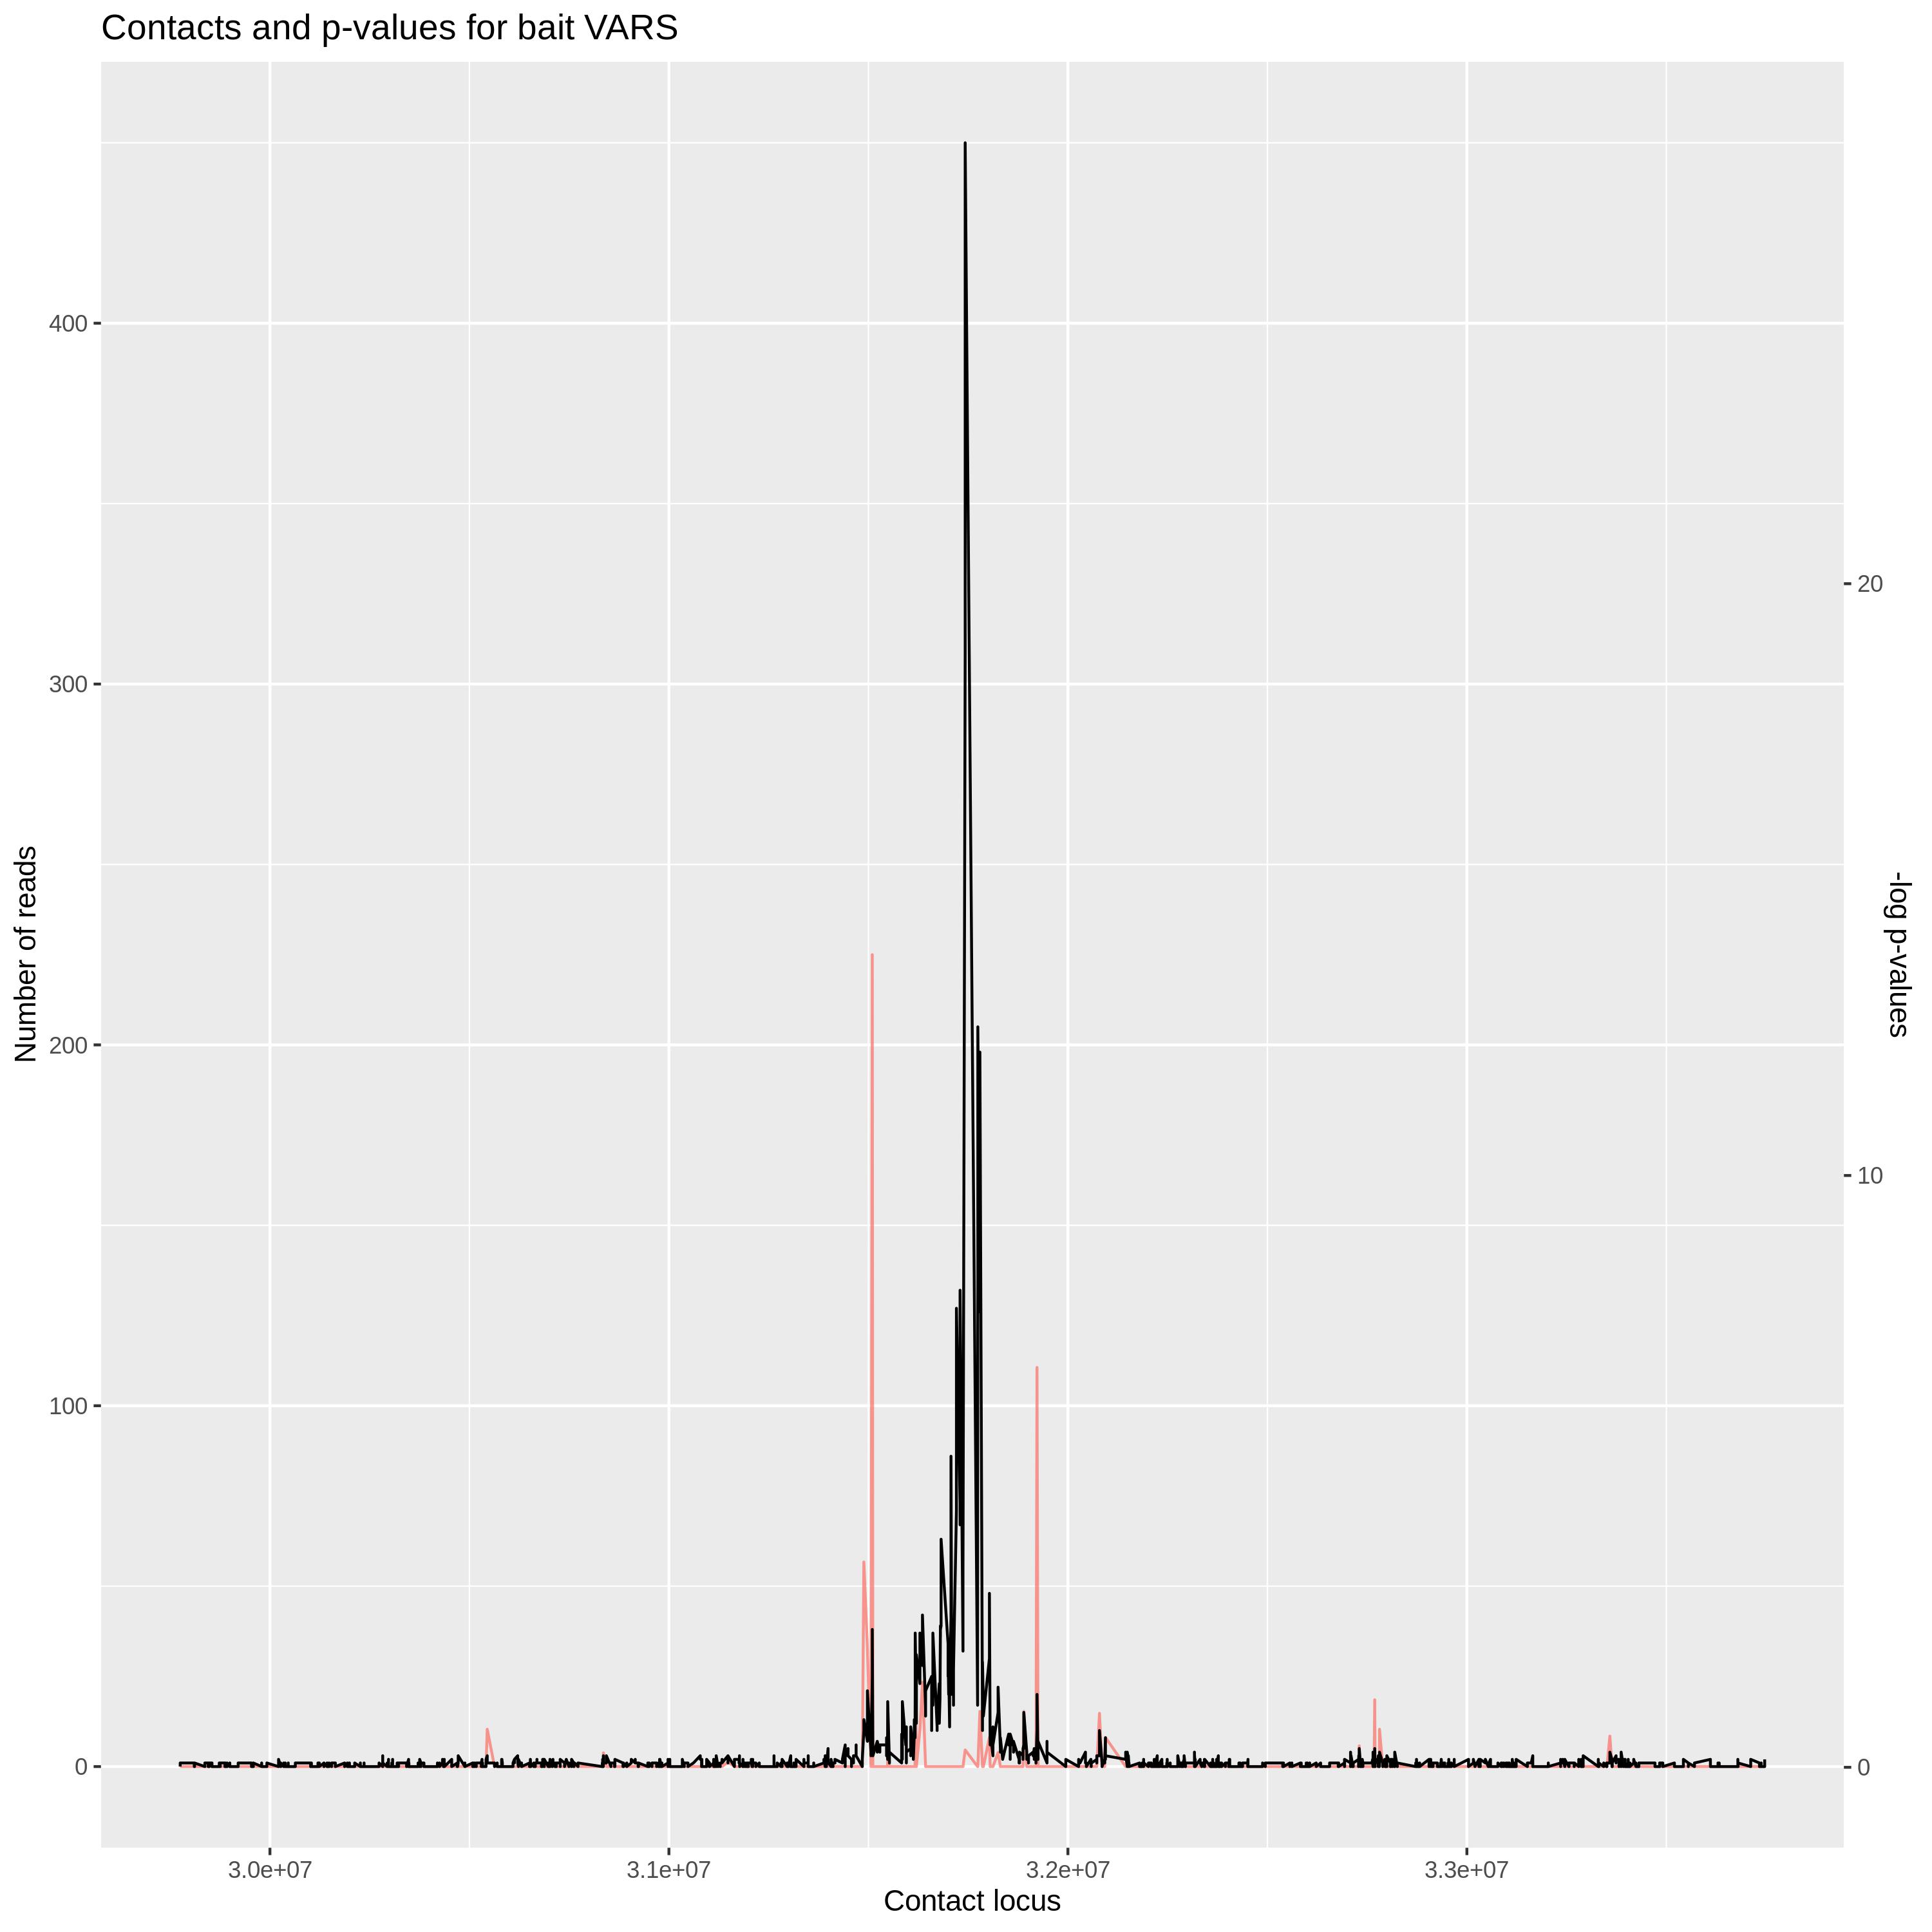 Contacts and p-values for bait VARS
Number of reads
400
300
200
100
0
20
10
0
-log p-values
3.0e+07
3.1e+07
3.2e+07
3.3e+07
Contact locus